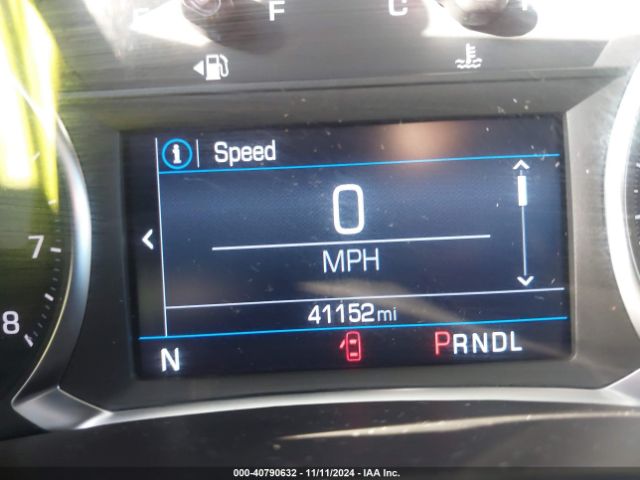 F C
Speed
0
MPH
7
41152 mi
8
N PRNDL
000-40790632 - 11/11/2024 - IAA Inc.